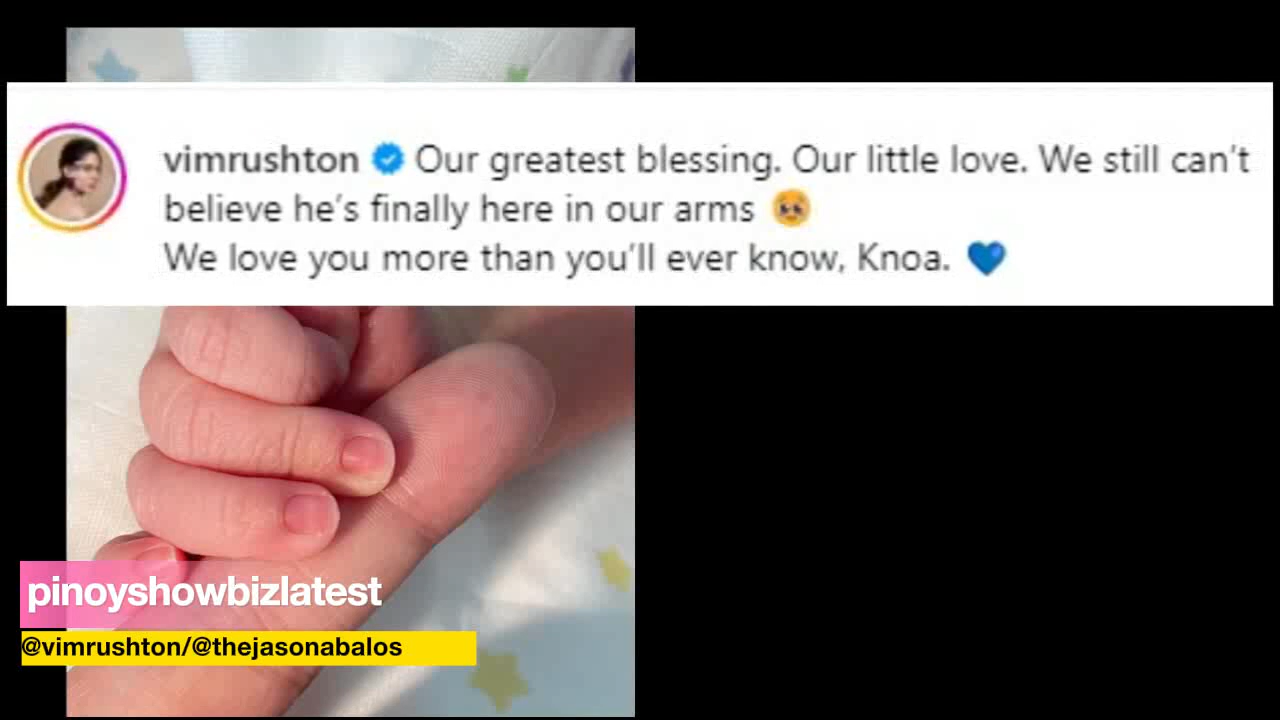 vimrushton Our greatest blessing. Our little love. We still can't
believe he's finally here in our arms 🥺
We love you more than you'll ever know, Knoa. 💙
pinoyshowbizlatest
@vimrushton/@thejasonabalos